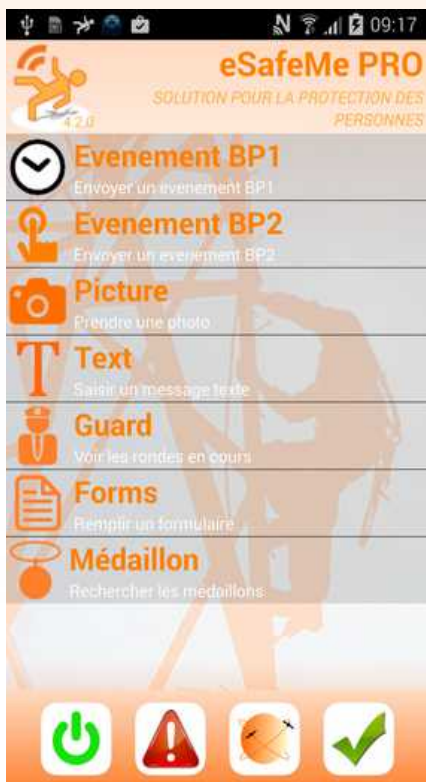 09:17
eSafeMe PRO
SOLUTION POUR LA PROTECTION DES
PERSONNES
4.2.0
Evenement BP1
Envoyer un evenement BP1
Evenement BP2
Envoyer un evenement BP2
Picture
Prendre une photo
Text
Saisir un message texte
Guard
Voir les rondes en cours
Forms
Remplir un formulaire
Médaillon
Rechercher les medaillons